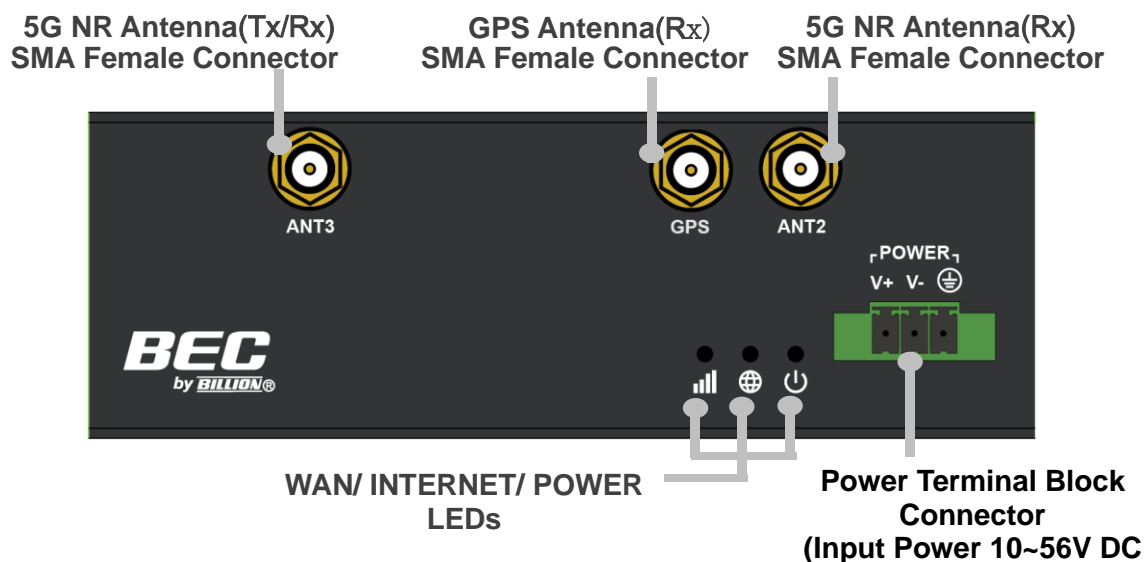 5G NR Antenna(Tx/Rx)
SMA Female Connector
GPS Antenna(Rx)
SMA Female Connector
5G NR Antenna(Rx)
SMA Female Connector
ANT3
GPS
ANT2
POWER
V+ V-
BEC
by BILLION®
WAN/ INTERNET/ POWER
LEDs
Power Terminal Block
Connector
(Input Power 10~56V DC